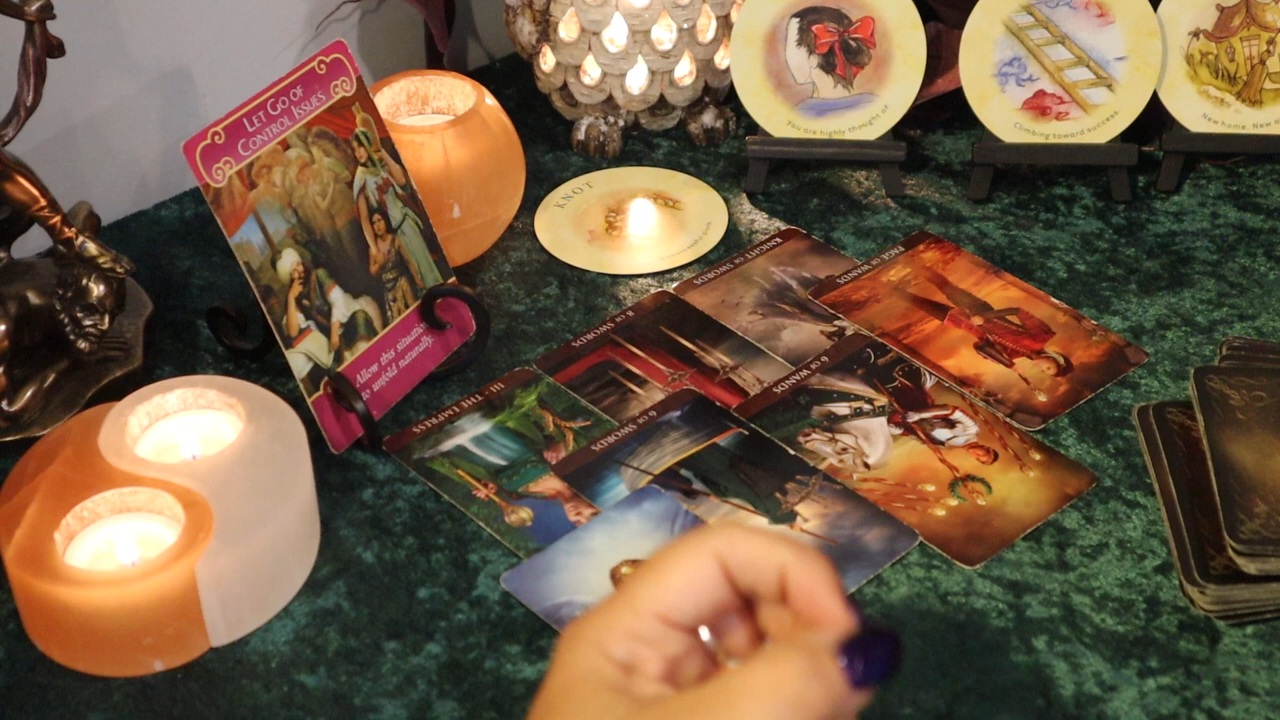 LET GO OF
CONTROL ISSUES
Allow this situation
to unfold naturally.
KNOT
You are highly thought of.
Climbing toward success.
New home. New
KNIGHT OF SWORDS
PAGE OF WANDS
8 OF SWORDS
6 OF WANDS
III THE EMPRESS
6 OF SWORDS